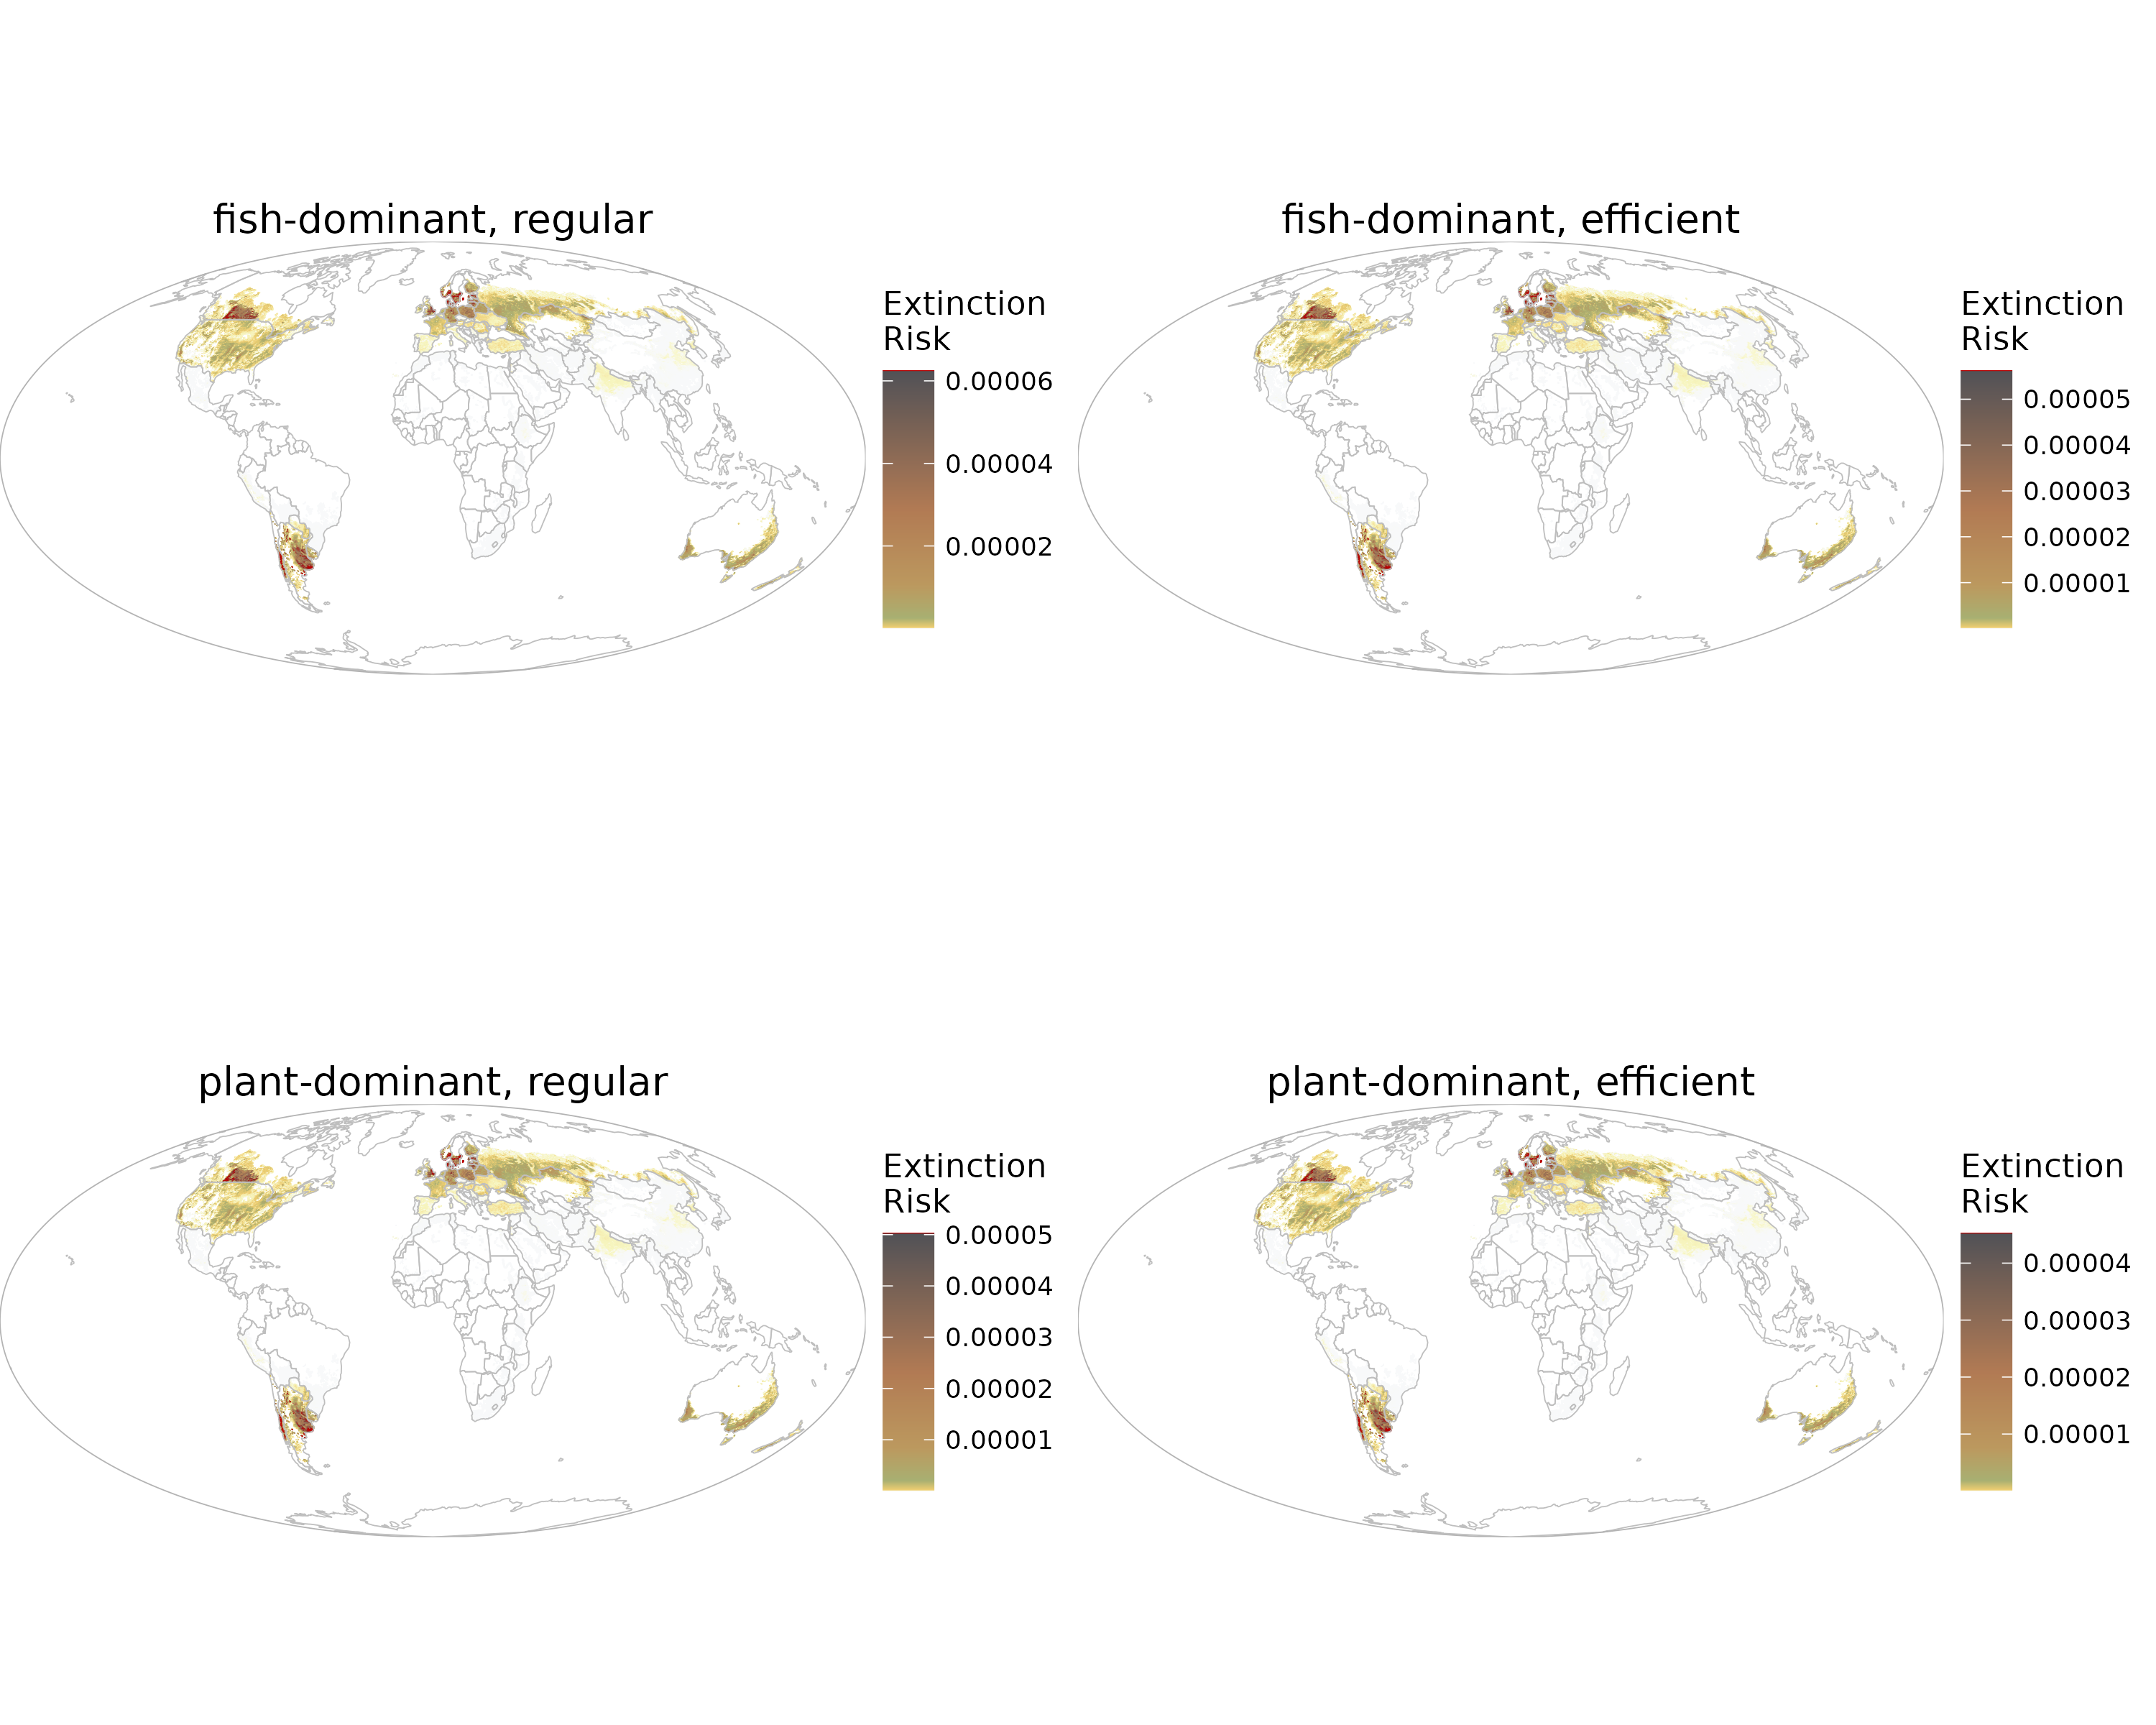 fish-dominant, regular
Extinction
Risk
0.00006
0.00004
0.00002
fish-dominant, efficient
Extinction
Risk
0.00005
0.00004
0.00003
0.00002
0.00001
plant-dominant, regular
Extinction
Risk
0.00005
0.00004
0.00003
0.00002
0.00001
plant-dominant, efficient
Extinction
Risk
0.00004
0.00003
0.00002
0.00001